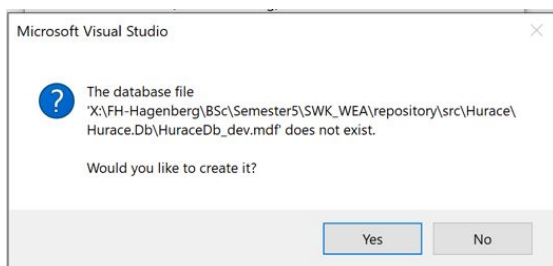 Microsoft Visual Studio
The database file
'X:\FH-Hagenberg\BSc\Semester5\SWK_WEA\repository\src\Hurace\
Hurace.Db\HuraceDb_dev.mdf' does not exist.
Would you like to create it?
Yes No